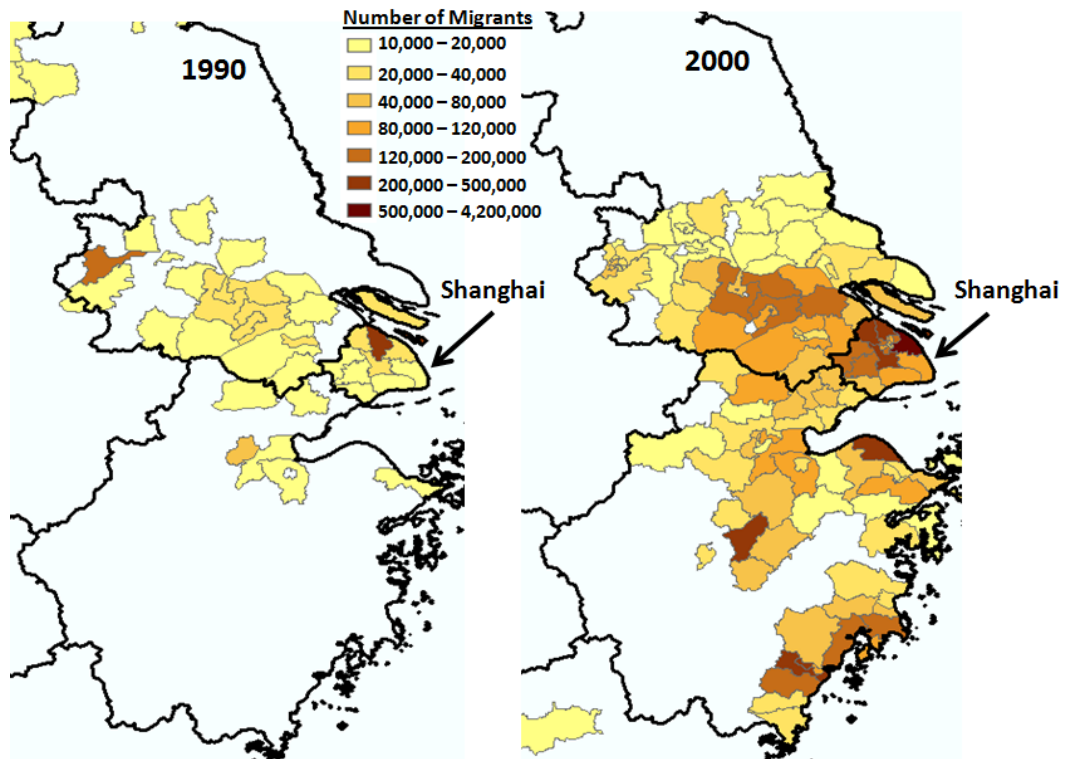 Number of Migrants
10,000 – 20,000
20,000 – 40,000
40,000 – 80,000
80,000 – 120,000
120,000 – 200,000
200,000 – 500,000
500,000 – 4,200,000
1990
2000
Shanghai
Shanghai